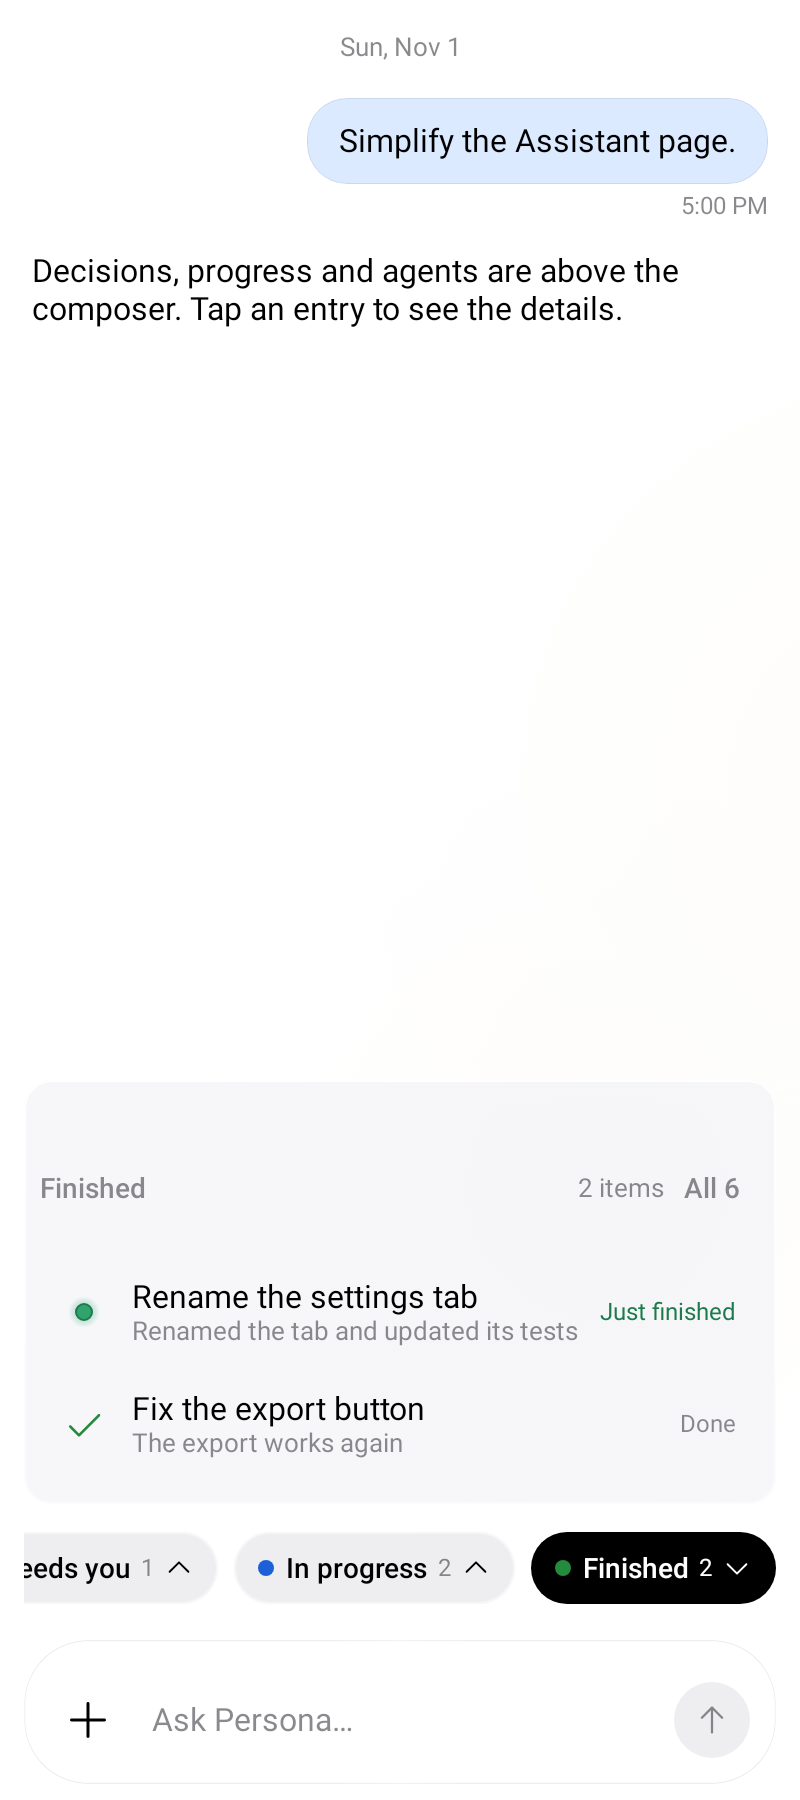 Sun, Nov 1
Simplify the Assistant page.
5:00 PM
Decisions, progress and agents are above the
composer. Tap an entry to see the details.
Finished 2 items All 6
Rename the settings tab
Renamed the tab and updated its tests
Just finished
Fix the export button
The export works again
Done
eeds you 1
In progress 2
Finished 2
Ask Persona…